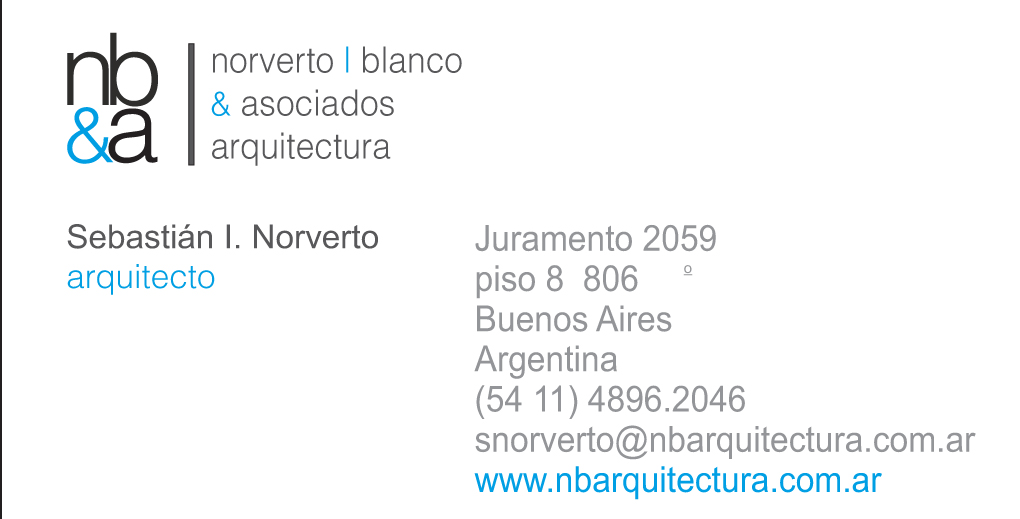 nb
&a
norverto | blanco
& asociados
arquitectura
Sebastián I. Norverto
arquitecto
Juramento 2059
piso 8 806 º
Buenos Aires
Argentina
(54 11) 4896.2046
snorverto@nbarquitectura.com.ar
www.nbarquitectura.com.ar